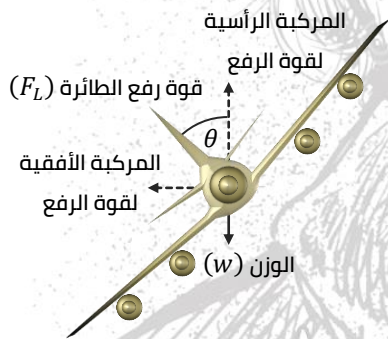 المركبة الرأسية
لقوة الرفع
قوة رفع الطائرة (F_L)
θ
المركبة الأفقية
لقوة الرفع
الوزن (w)